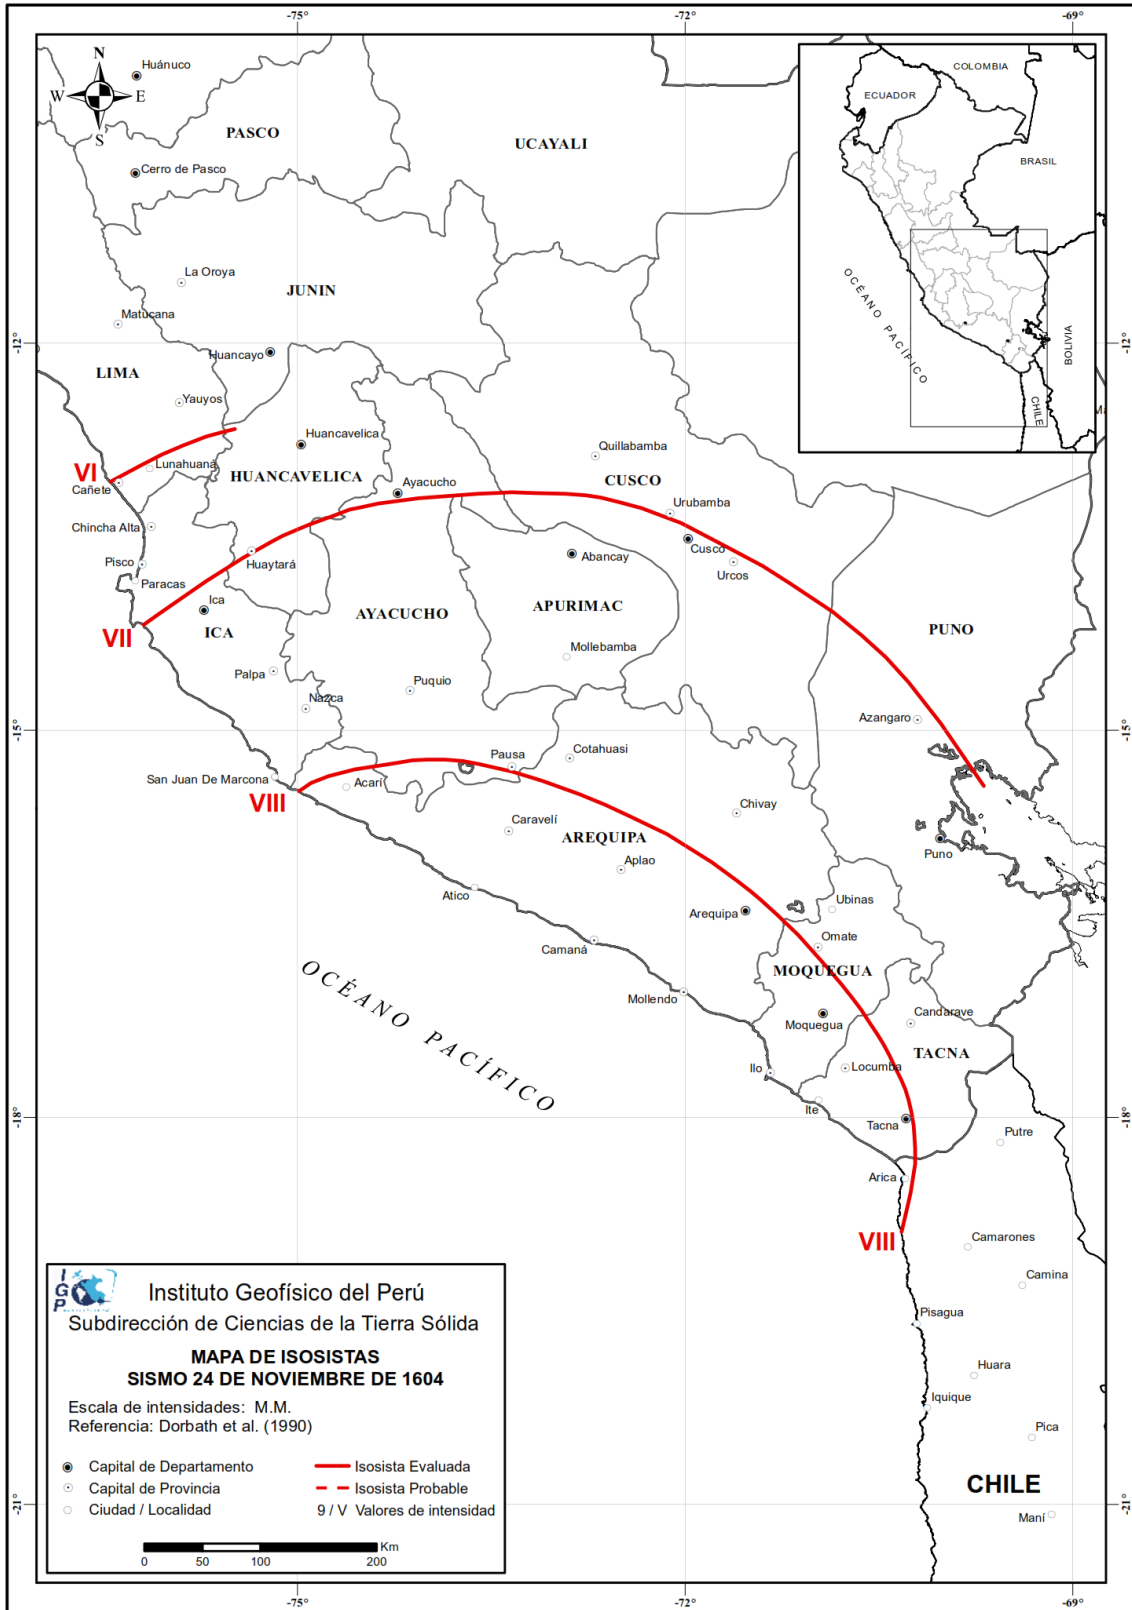 -75°
-72°
-69°
N
W
E
S
Huánuco
PASCO
UCAYALI
Cerro de Pasco
COLOMBIA
ECUADOR
BRASIL
OCÉANO PACÍFICO
BOLIVIA
CHILE
La Oroya
JUNIN
Matucana
-12°
-12°
Huancayo
LIMA
Yauyos
Huancavelica
Quillabamba
VI
Lunahuaná
HUANCAVELICA
Ayacucho
CUSCO
Cañete
Urubamba
Chincha Alta
Cusco
Pisco
Huaytará
Abancay
Urcos
Paracas
Ica
AYACUCHO
APURIMAC
PUNO
VII
ICA
Mollebamba
Palpa
Puquio
Nazca
Azangaro
-15°
-15°
Pausa
Cotahuasi
San Juan De Marcona
Acarí
VIII
Chivay
Caravelí
AREQUIPA
Puno
Aplao
Atico
Ubinas
Arequipa
Omate
Camaná
MOQUEGUA
OCÉANO PACÍFICO
Mollendo
Moquegua
Candarave
TACNA
Ilo
Locumba
Ite
-18°
-18°
Tacna
Putre
Arica
VIII
Camarones
Camina
Pisagua
Huara
Iquique
Pica
CHILE
-21°
-21°
Maní
IGP
Instituto Geofísico del Perú
Subdirección de Ciencias de la Tierra Sólida
MAPA DE ISOSISTAS
SISMO 24 DE NOVIEMBRE DE 1604
Escala de intensidades: M.M.
Referencia: Dorbath et al. (1990)
Capital de Departamento
Isosista Evaluada
Capital de Provincia
Isosista Probable
Ciudad / Localidad
9 / V Valores de intensidad
Km
0 50 100 200
-75°
-72°
-69°